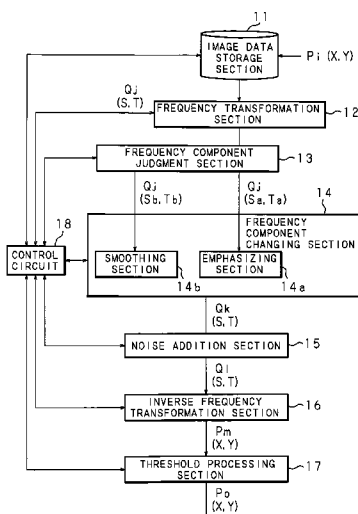 11
IMAGE DATA
STORAGE
SECTION
Pi (X,Y)
Qj
(S,T)
FREQUENCY TRANSFORMATION
SECTION
12
FREQUENCY COMPONENT
JUDGMENT SECTION
13
Qj
(Sb,Tb)
Qj
(Sa,Ta)
14
FREQUENCY
COMPONENT
CHANGING SECTION
18
CONTROL
CIRCUIT
SMOOTHING
SECTION
EMPHASIZING
SECTION
14b
14a
Qk
(S,T)
NOISE ADDITION SECTION
15
Ql
(S,T)
INVERSE FREQUENCY
TRANSFORMATION SECTION
16
Pm
(X,Y)
THRESHOLD PROCESSING
SECTION
17
Po
(X,Y)